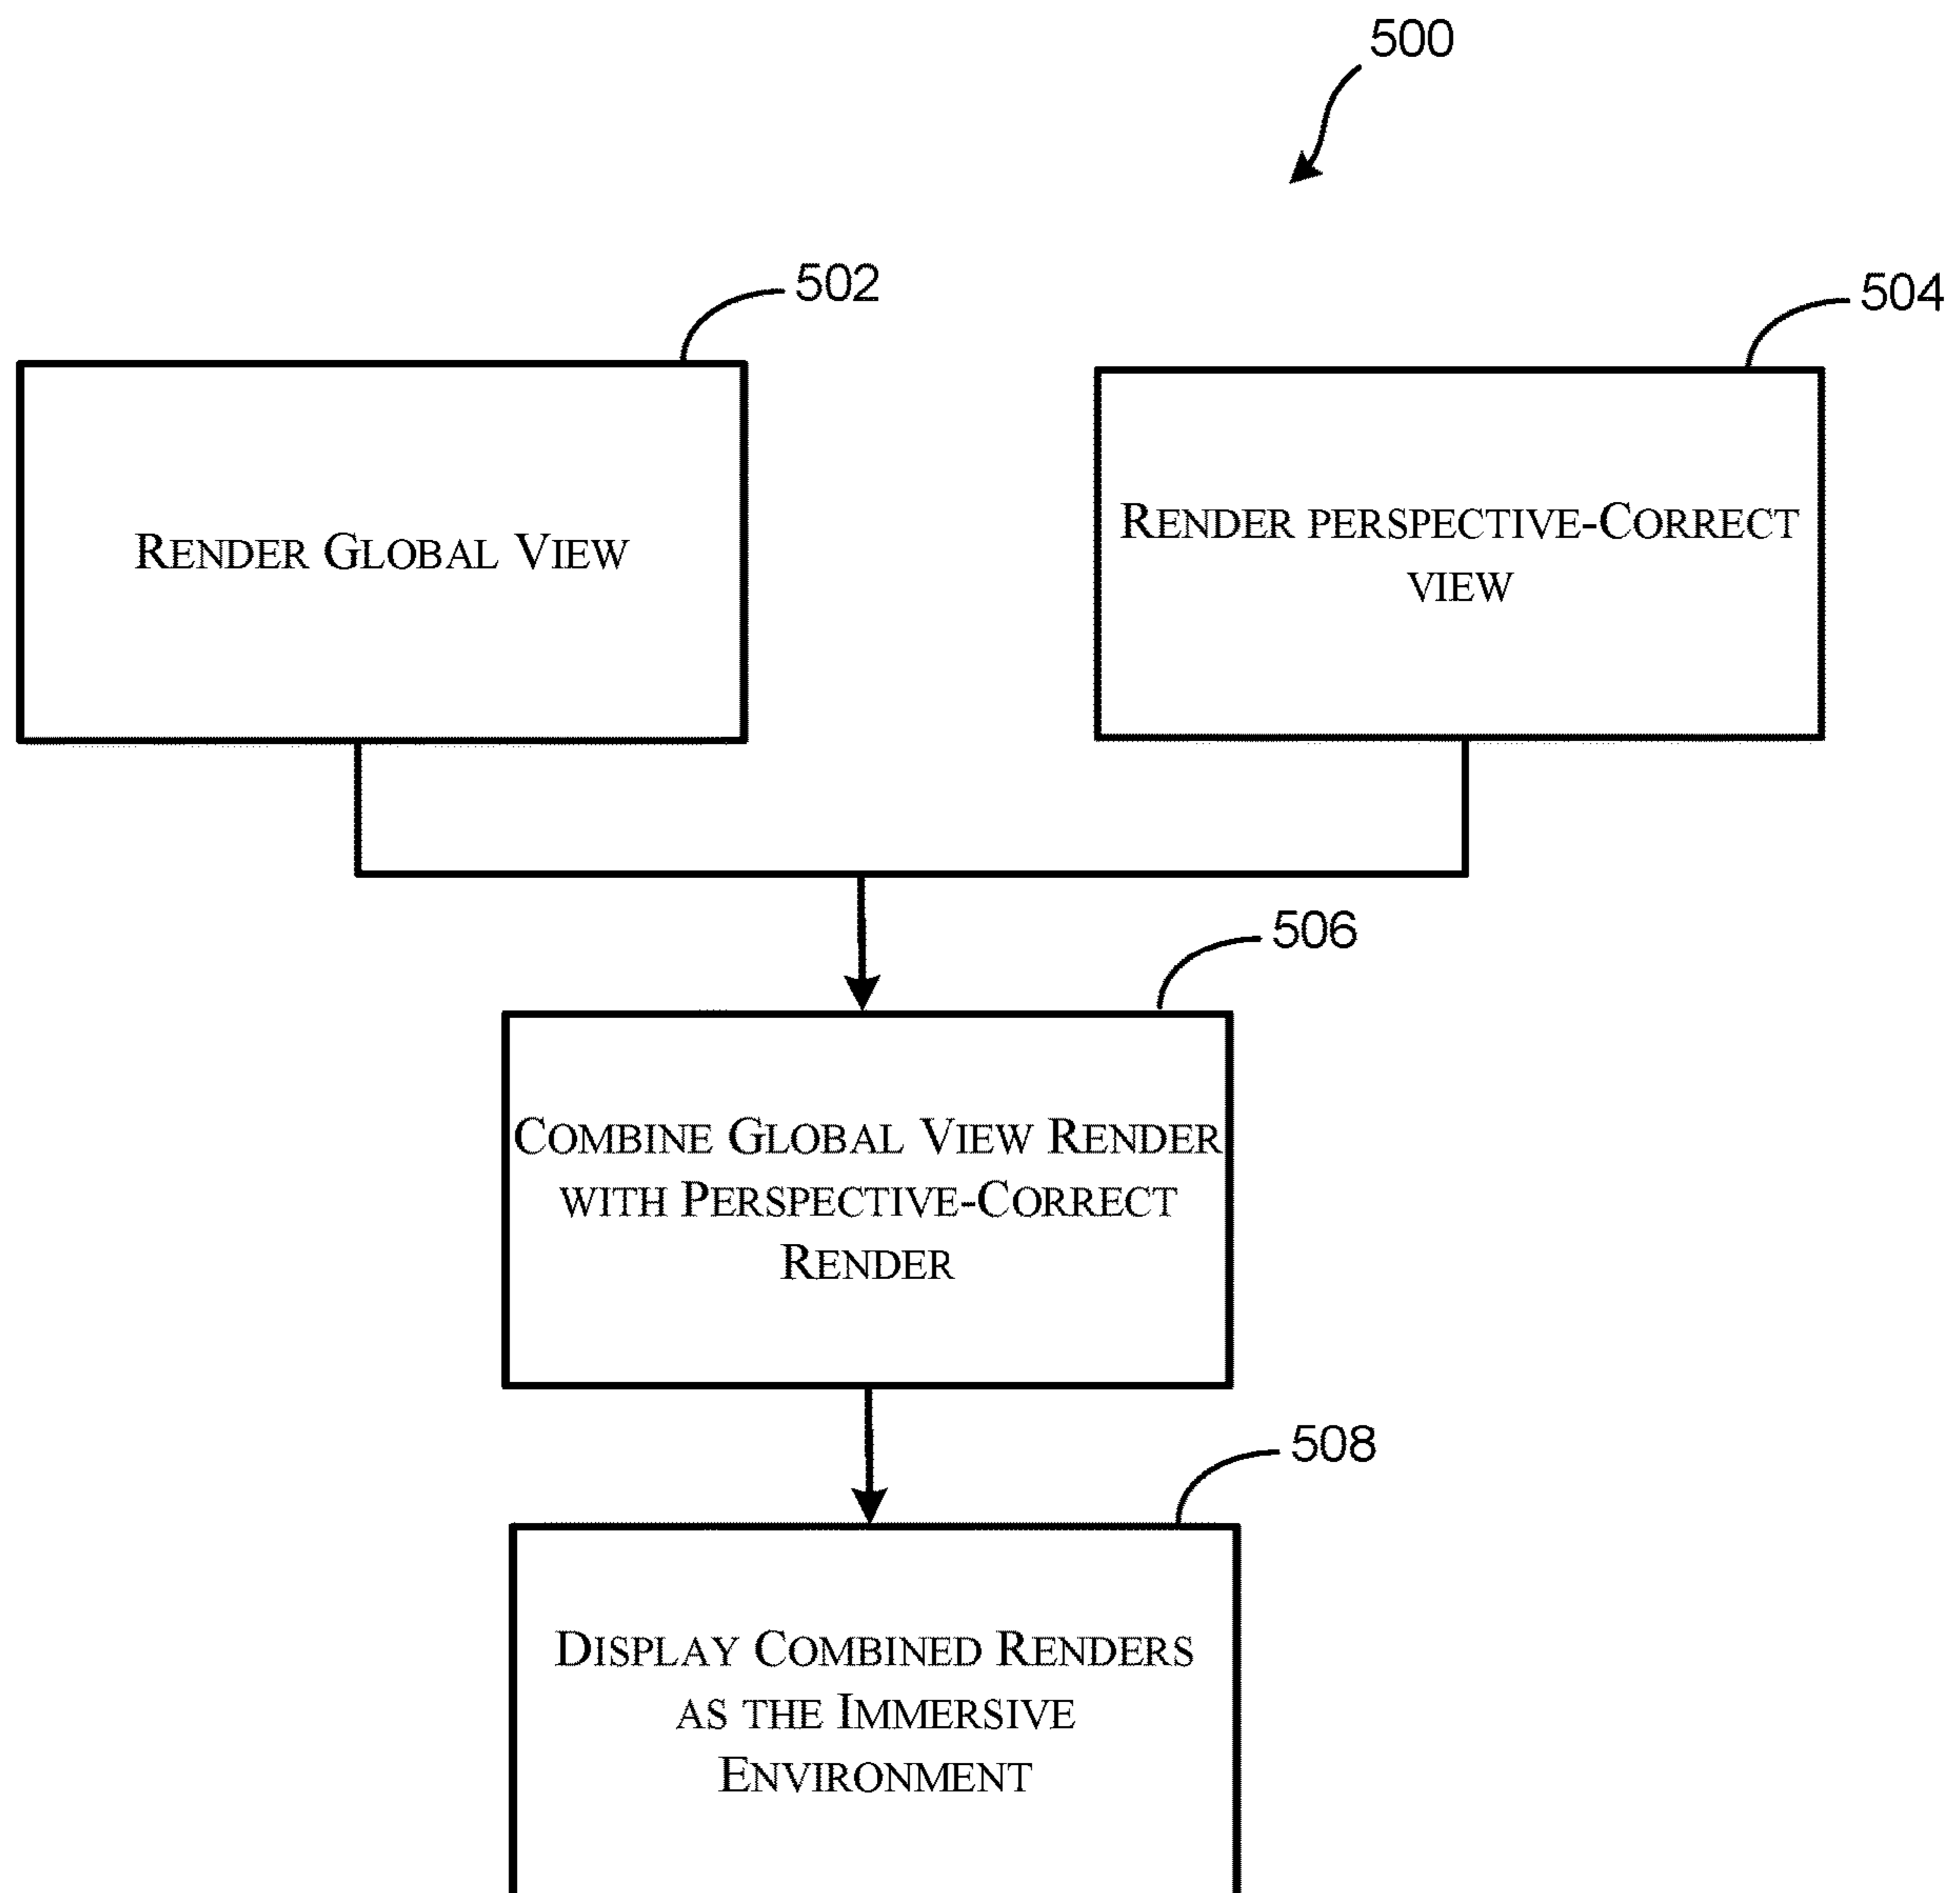 500
502
504
RENDER GLOBAL VIEW
RENDER PERSPECTIVE-CORRECT
VIEW
506
COMBINE GLOBAL VIEW RENDER
WITH PERSPECTIVE-CORRECT
RENDER
508
DISPLAY COMBINED RENDERS
AS THE IMMERSIVE
ENVIRONMENT